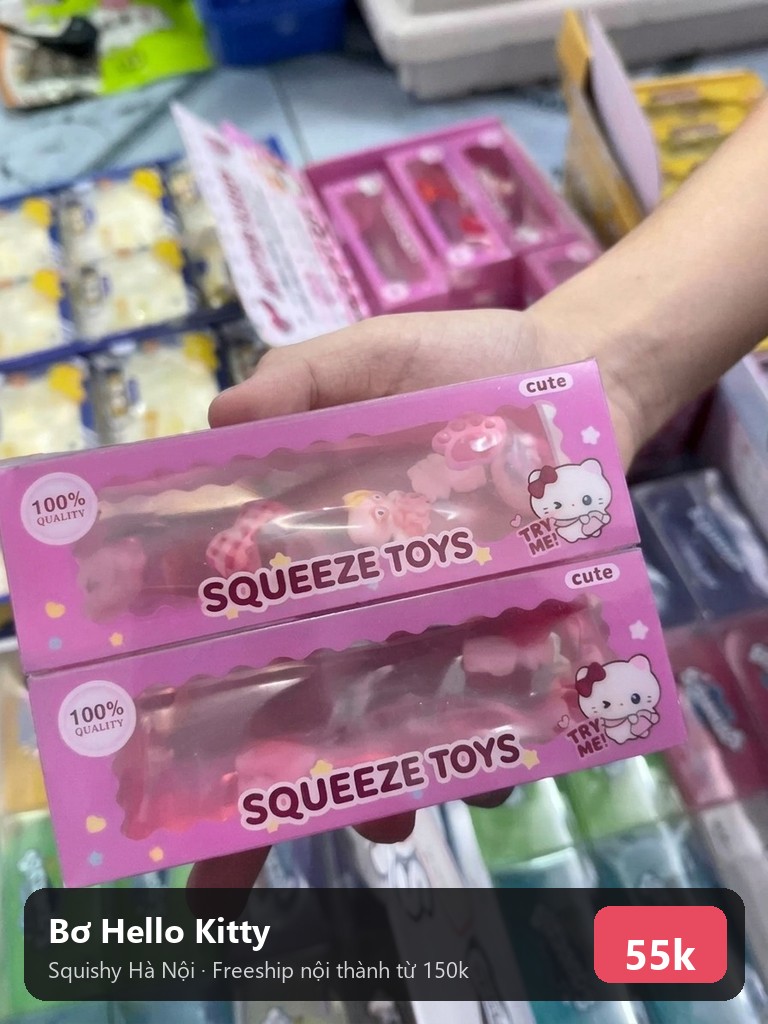 cute
100%
QUALITY
TRY
ME!
SQUEEZE TOYS
cute
100%
QUALITY
TRY
ME!
SQUEEZE TOYS
Bơ Hello Kitty
Squishy Hà Nội · Freeship nội thành từ 150k
55k